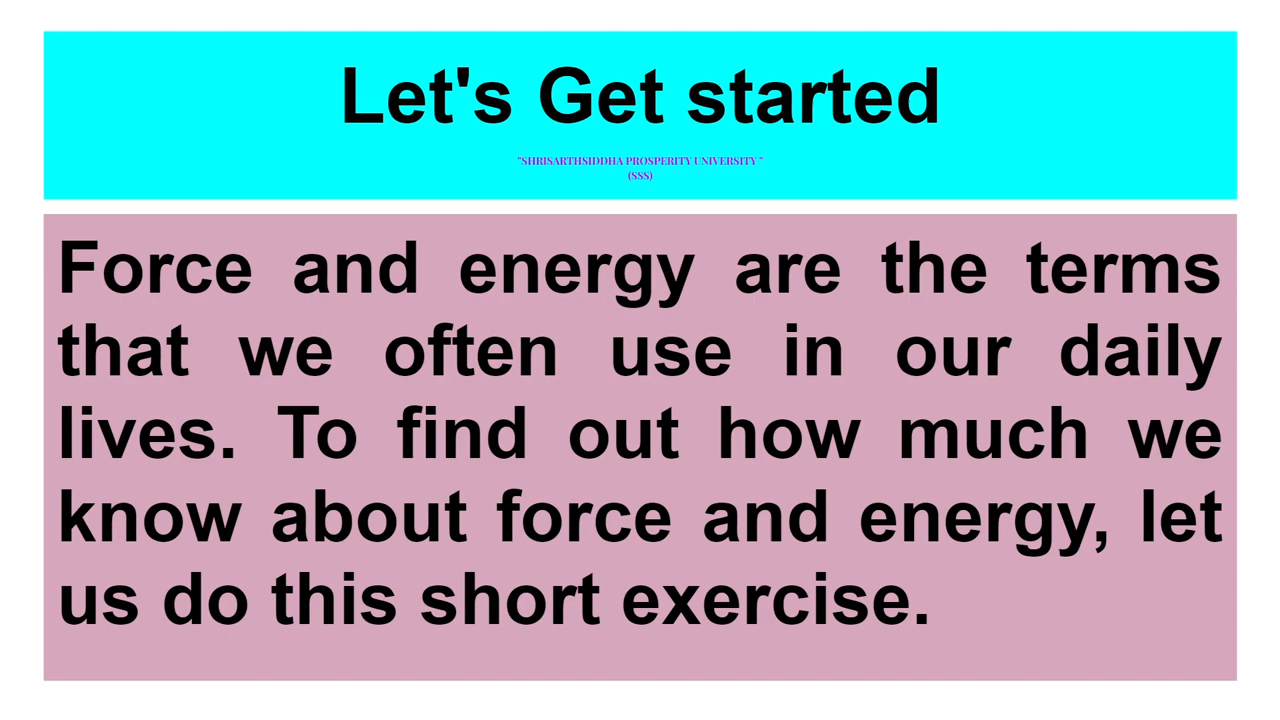 Let's Get started
"SHRISARTHSIDDHA PROSPERITY UNIVERSITY "
(SSS)
Force and energy are the terms
that we often use in our daily
lives. To find out how much we
know about force and energy, let
us do this short exercise.